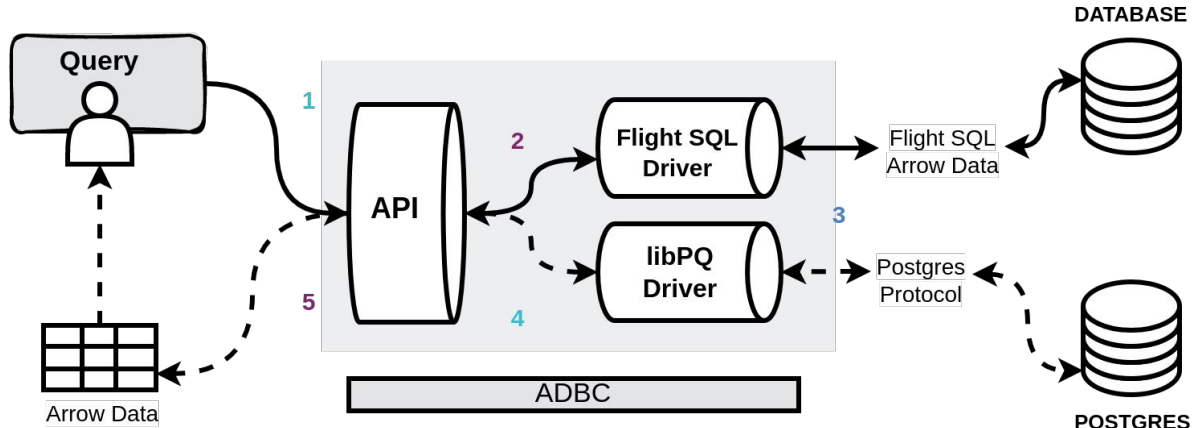 DATABASE
Query
1
2
Flight SQL
Driver
Flight SQL
Arrow Data
API
3
libPQ
Driver
Postgres
Protocol
5
4
ADBC
Arrow Data
POSTGRES